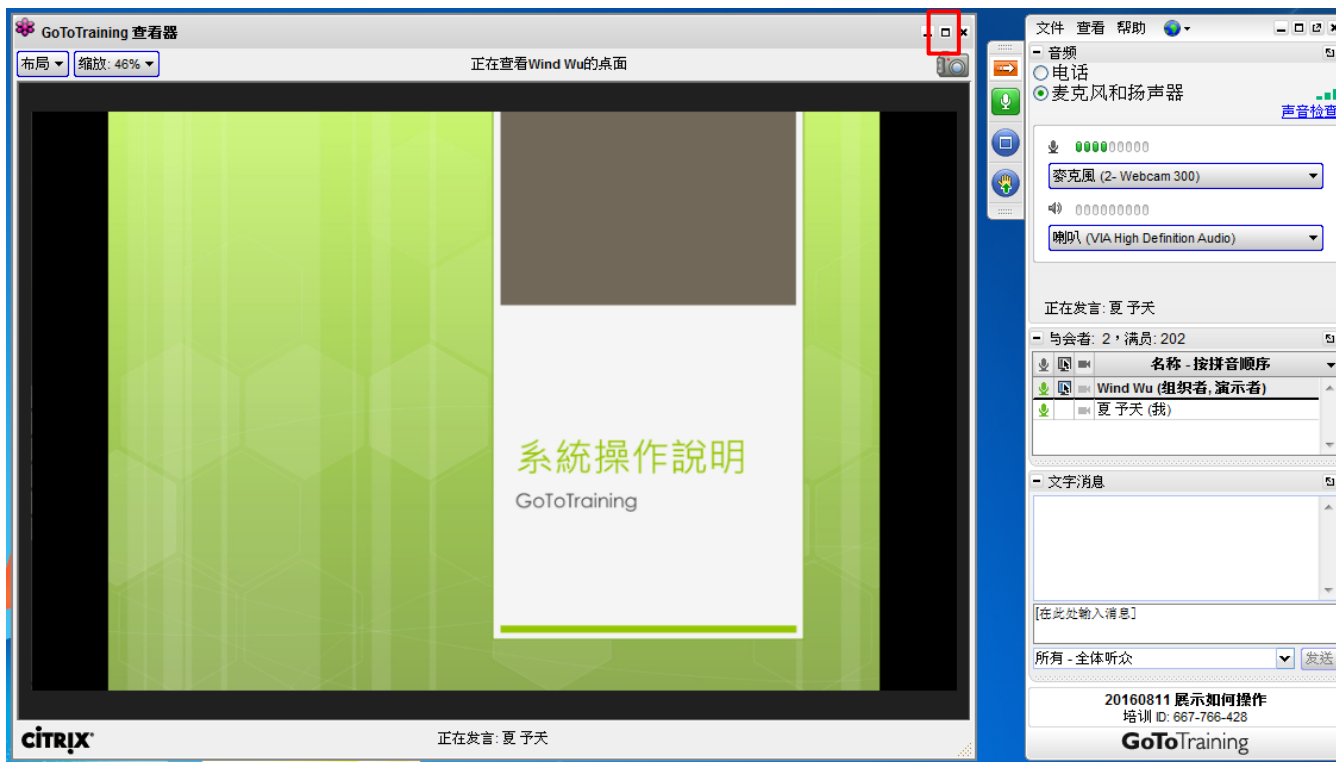 GoToTraining 查看器
布局
缩放: 46%
正在查看Wind Wu的桌面
系統操作說明
GoToTraining
CİTRIX
正在发言: 夏 予天
文件 查看 帮助
音频
电话
麦克风和扬声器
声音检查
麥克風 (2- Webcam 300)
喇叭 (VIA High Definition Audio)
正在发言: 夏 予天
与会者: 2，满员: 202
名称 - 按拼音顺序
Wind Wu (组织者, 演示者)
夏 予天 (我)
文字消息
[在此处输入消息]
所有 - 全体听众
发送
20160811 展示如何操作
培训 ID: 667-766-428
GoToTraining